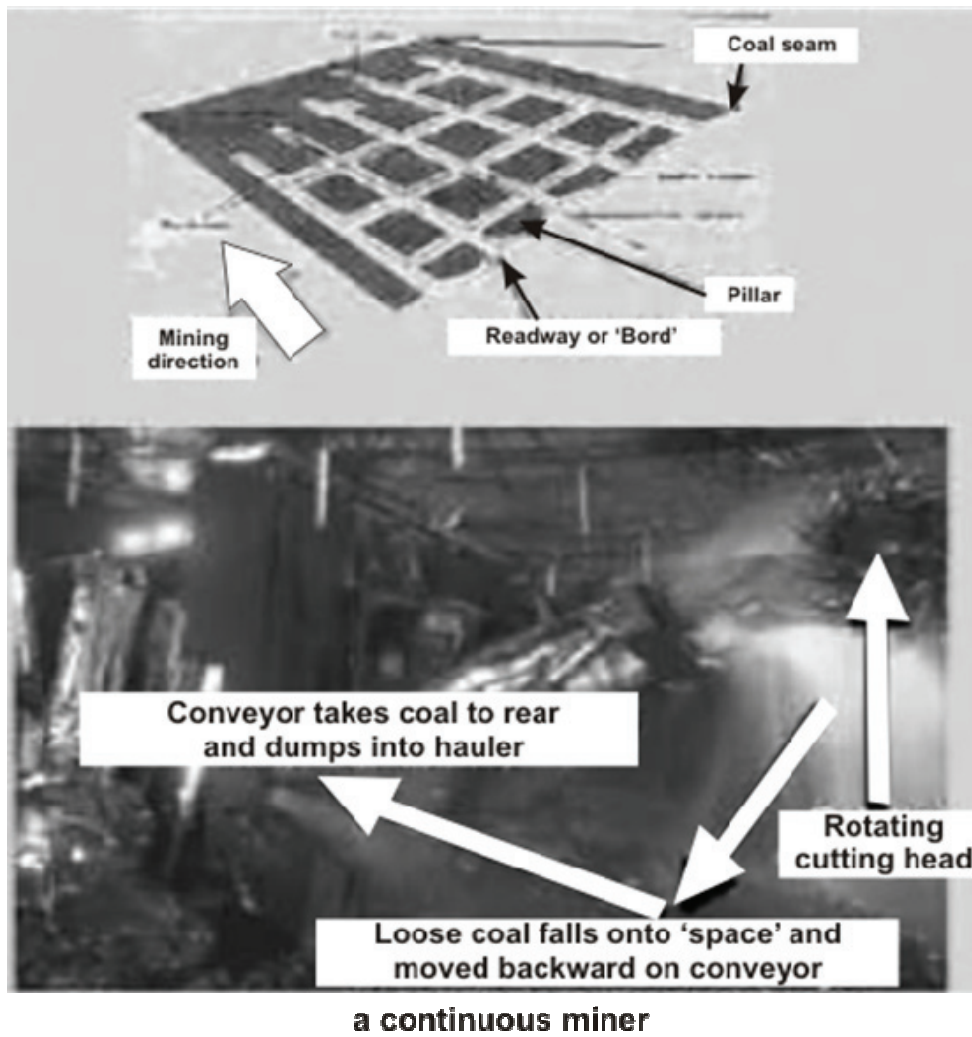 Coal seam
Pillar
Readway or ‘Bord’
Mining
direction
Conveyor takes coal to rear
and dumps into hauler
Rotating
cutting head
Loose coal falls onto ‘space’ and
moved backward on conveyor
a continuous miner